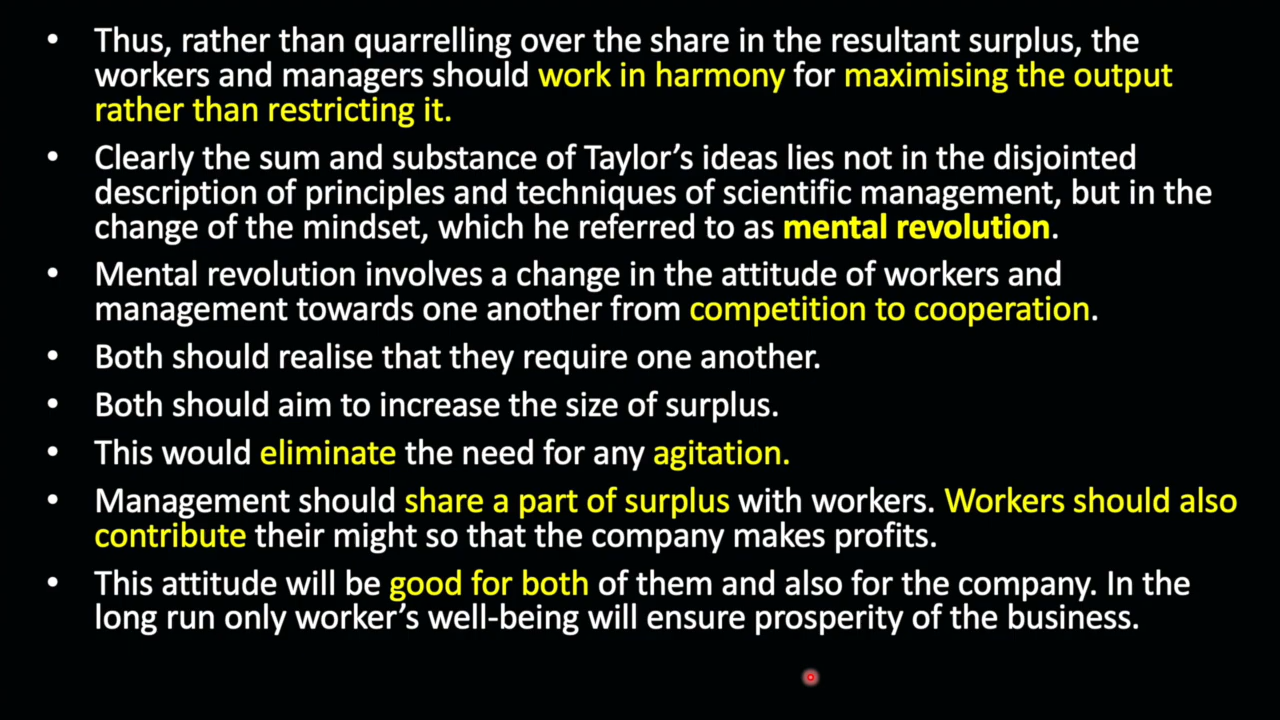 • Thus, rather than quarrelling over the share in the resultant surplus, the
workers and managers should work in harmony for maximising the output
rather than restricting it.
• Clearly the sum and substance of Taylor’s ideas lies not in the disjointed
description of principles and techniques of scientific management, but in the
change of the mindset, which he referred to as mental revolution.
• Mental revolution involves a change in the attitude of workers and
management towards one another from competition to cooperation.
• Both should realise that they require one another.
• Both should aim to increase the size of surplus.
• This would eliminate the need for any agitation.
• Management should share a part of surplus with workers. Workers should also
contribute their might so that the company makes profits.
• This attitude will be good for both of them and also for the company. In the
long run only worker’s well-being will ensure prosperity of the business.